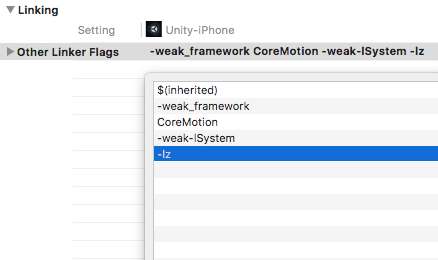 Linking
Setting Unity-iPhone
Other Linker Flags -weak_framework CoreMotion -weak-lSystem -lz
$(inherited)
-weak_framework
CoreMotion
-weak-lSystem
-lz